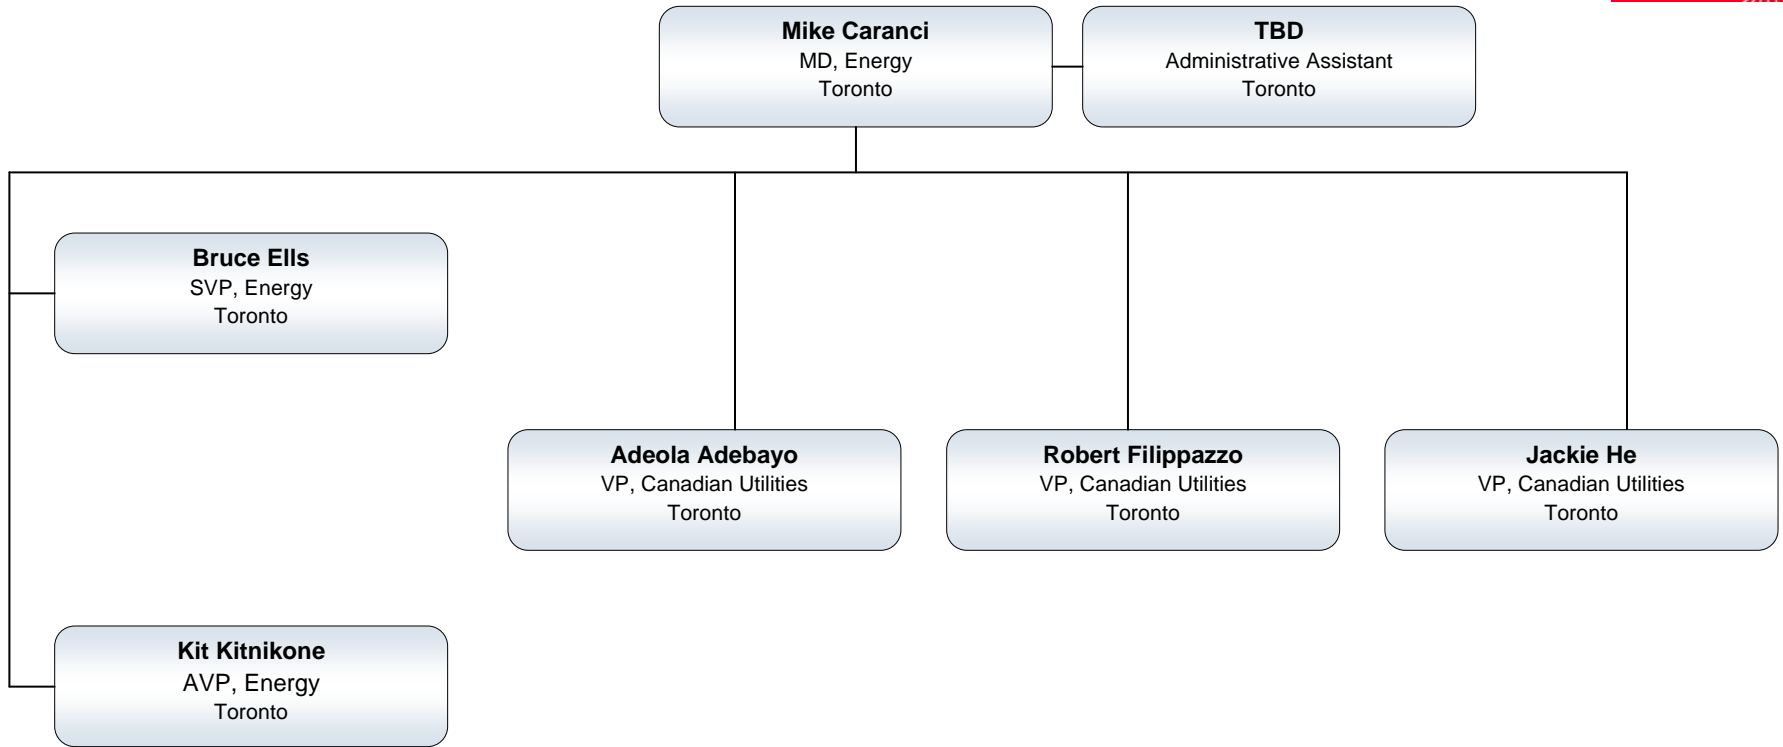 Mike Caranci
MD, Energy
Toronto
TBD
Administrative Assistant
Toronto
Bruce Ells
SVP, Energy
Toronto
Adeola Adebayo
VP, Canadian Utilities
Toronto
Robert Filippazzo
VP, Canadian Utilities
Toronto
Jackie He
VP, Canadian Utilities
Toronto
Kit Kitnikone
AVP, Energy
Toronto